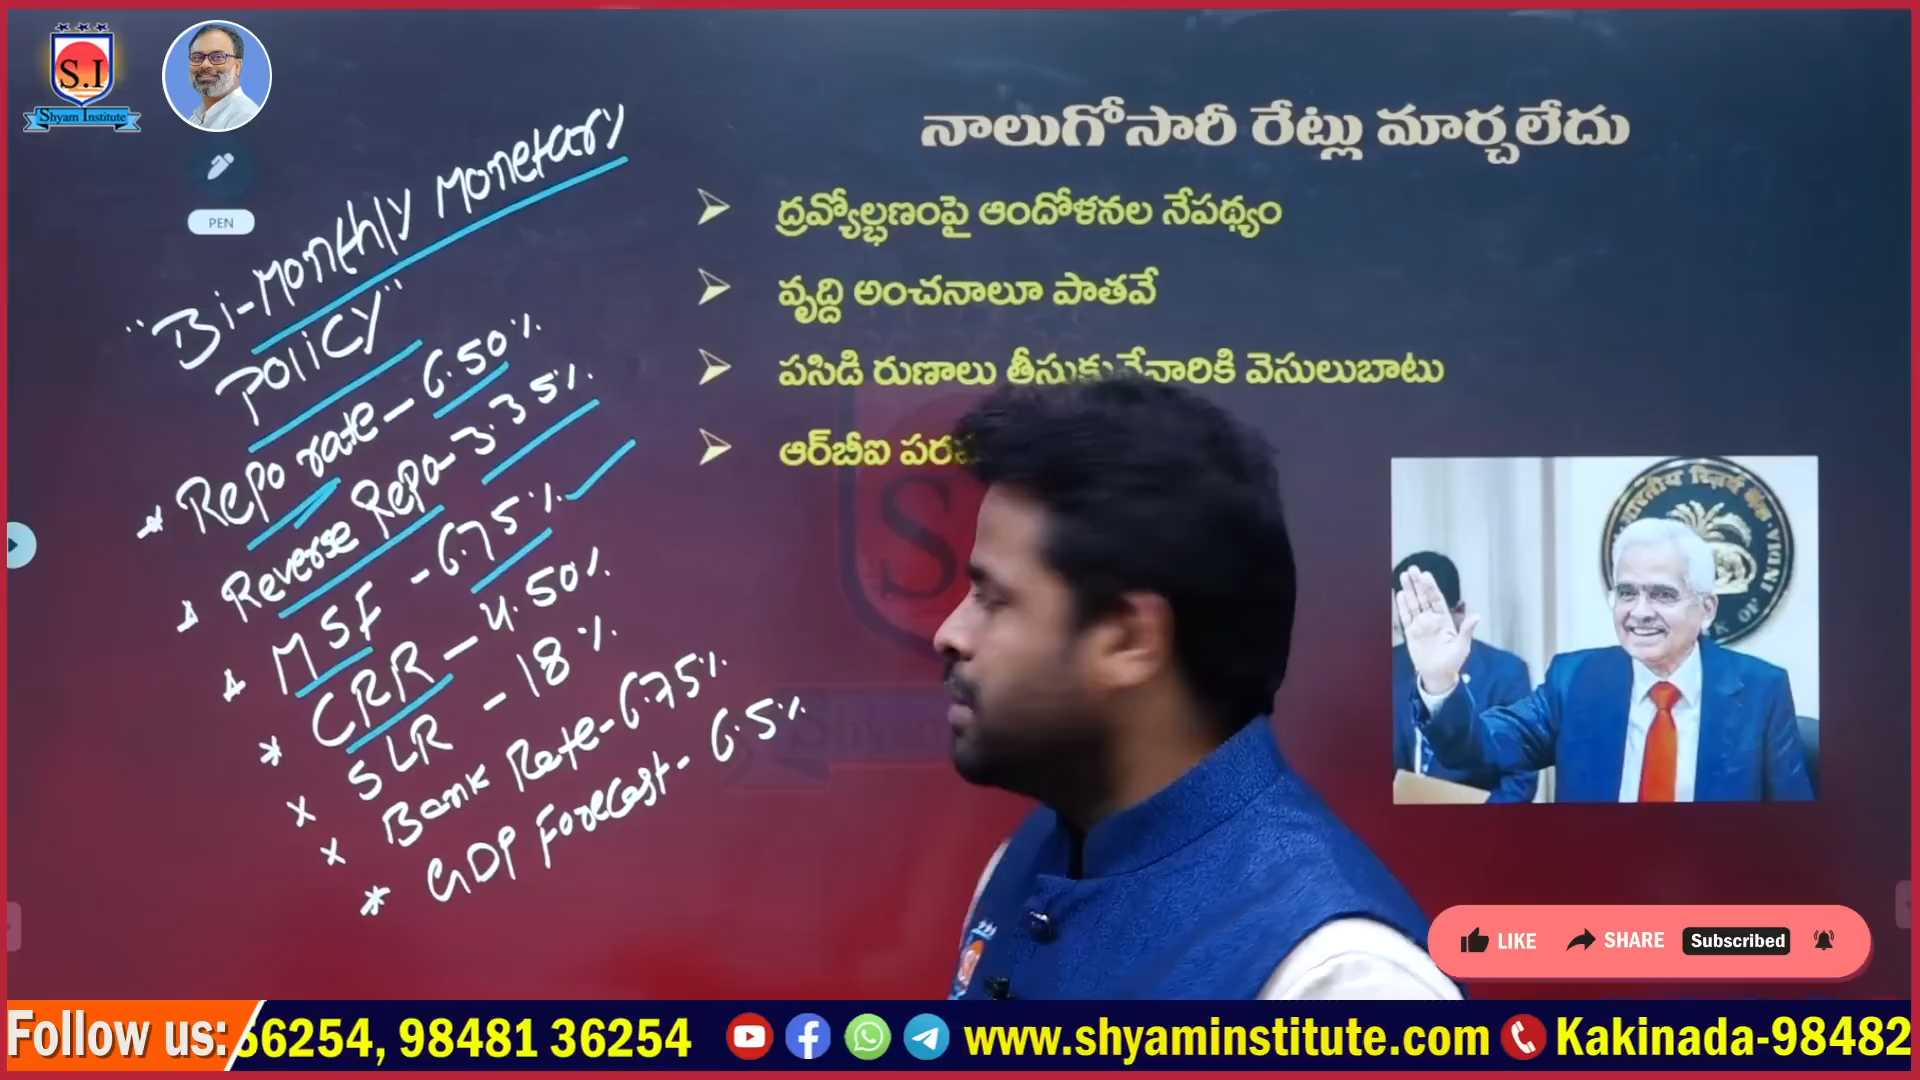 S.I
Shyam Institute
PEN
"Bi-Monthly Monetary
Policy"
* Repo rate - 6.50%
* Reverse Repo - 3.35%
* MSF - 6.75%
* CRR - 4.50%
x SLR - 18%
x Bank Rate - 6.75%
* GDP Forecast - 6.5%
నాలుగోసారీ రేట్లు మార్చలేదు
ద్రవ్యోల్బణంపై ఆందోళనల నేపథ్యం
వృద్ది అంచనాలూ పాతవే
పసిడి రుణాలు తీసుకునేవారికి వెసులుబాటు
ఆర్‌బీఐ
LIKE SHARE Subscribed
Follow us: 36254, 98481 36254 www.shyaminstitute.com Kakinada-98482